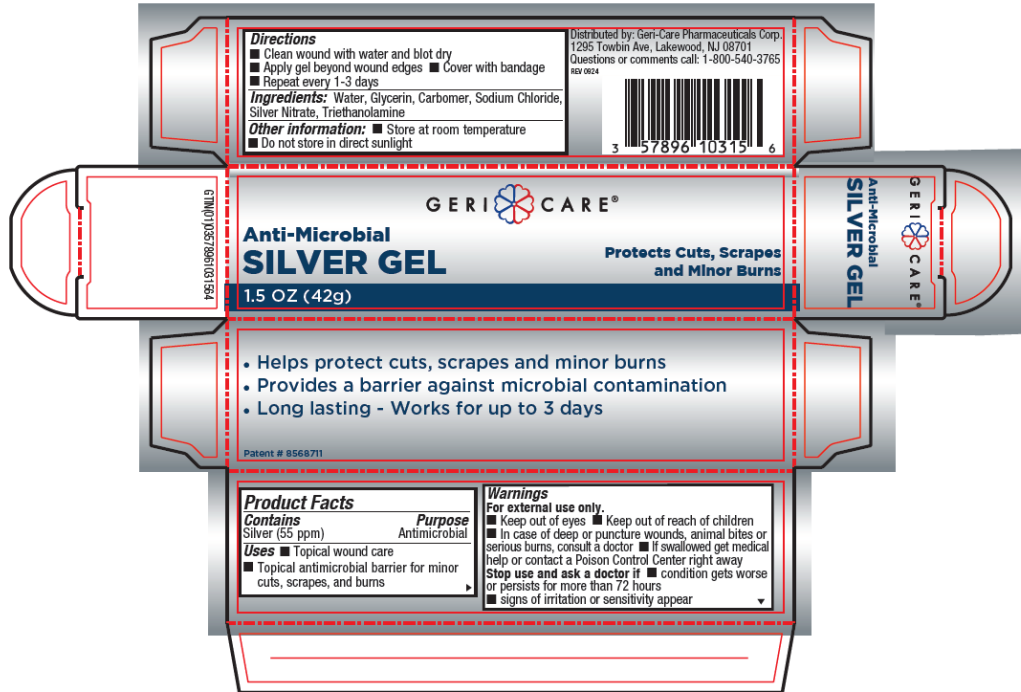 Directions
■ Clean wound with water and blot dry
■ Apply gel beyond wound edges ■ Cover with bandage
■ Repeat every 1-3 days
Ingredients: Water, Glycerin, Carbomer, Sodium Chloride,
Silver Nitrate, Triethanolamine
Other information: ■ Store at room temperature
■ Do not store in direct sunlight
Distributed by: Geri-Care Pharmaceuticals Corp.
1295 Towbin Ave, Lakewood, NJ 08701
Questions or comments call: 1-800-540-3765
REV 0924
3 57896 10315 6
GTIN(01)03578961031564
GERI CARE®
Anti-Microbial
SILVER GEL
Protects Cuts, Scrapes
and Minor Burns
1.5 OZ (42g)
GERI CARE®
Anti-Microbial
SILVER GEL
• Helps protect cuts, scrapes and minor burns
• Provides a barrier against microbial contamination
• Long lasting - Works for up to 3 days
Patent # 8568711
Product Facts
Contains Purpose
Silver (55 ppm) Antimicrobial
Uses ■ Topical wound care
■ Topical antimicrobial barrier for minor
cuts, scrapes, and burns
Warnings
For external use only.
■ Keep out of eyes ■ Keep out of reach of children
■ In case of deep or puncture wounds, animal bites or
serious burns, consult a doctor ■ If swallowed get medical
help or contact a Poison Control Center right away
Stop use and ask a doctor if ■ condition gets worse
or persists for more than 72 hours
■ signs of irritation or sensitivity appear